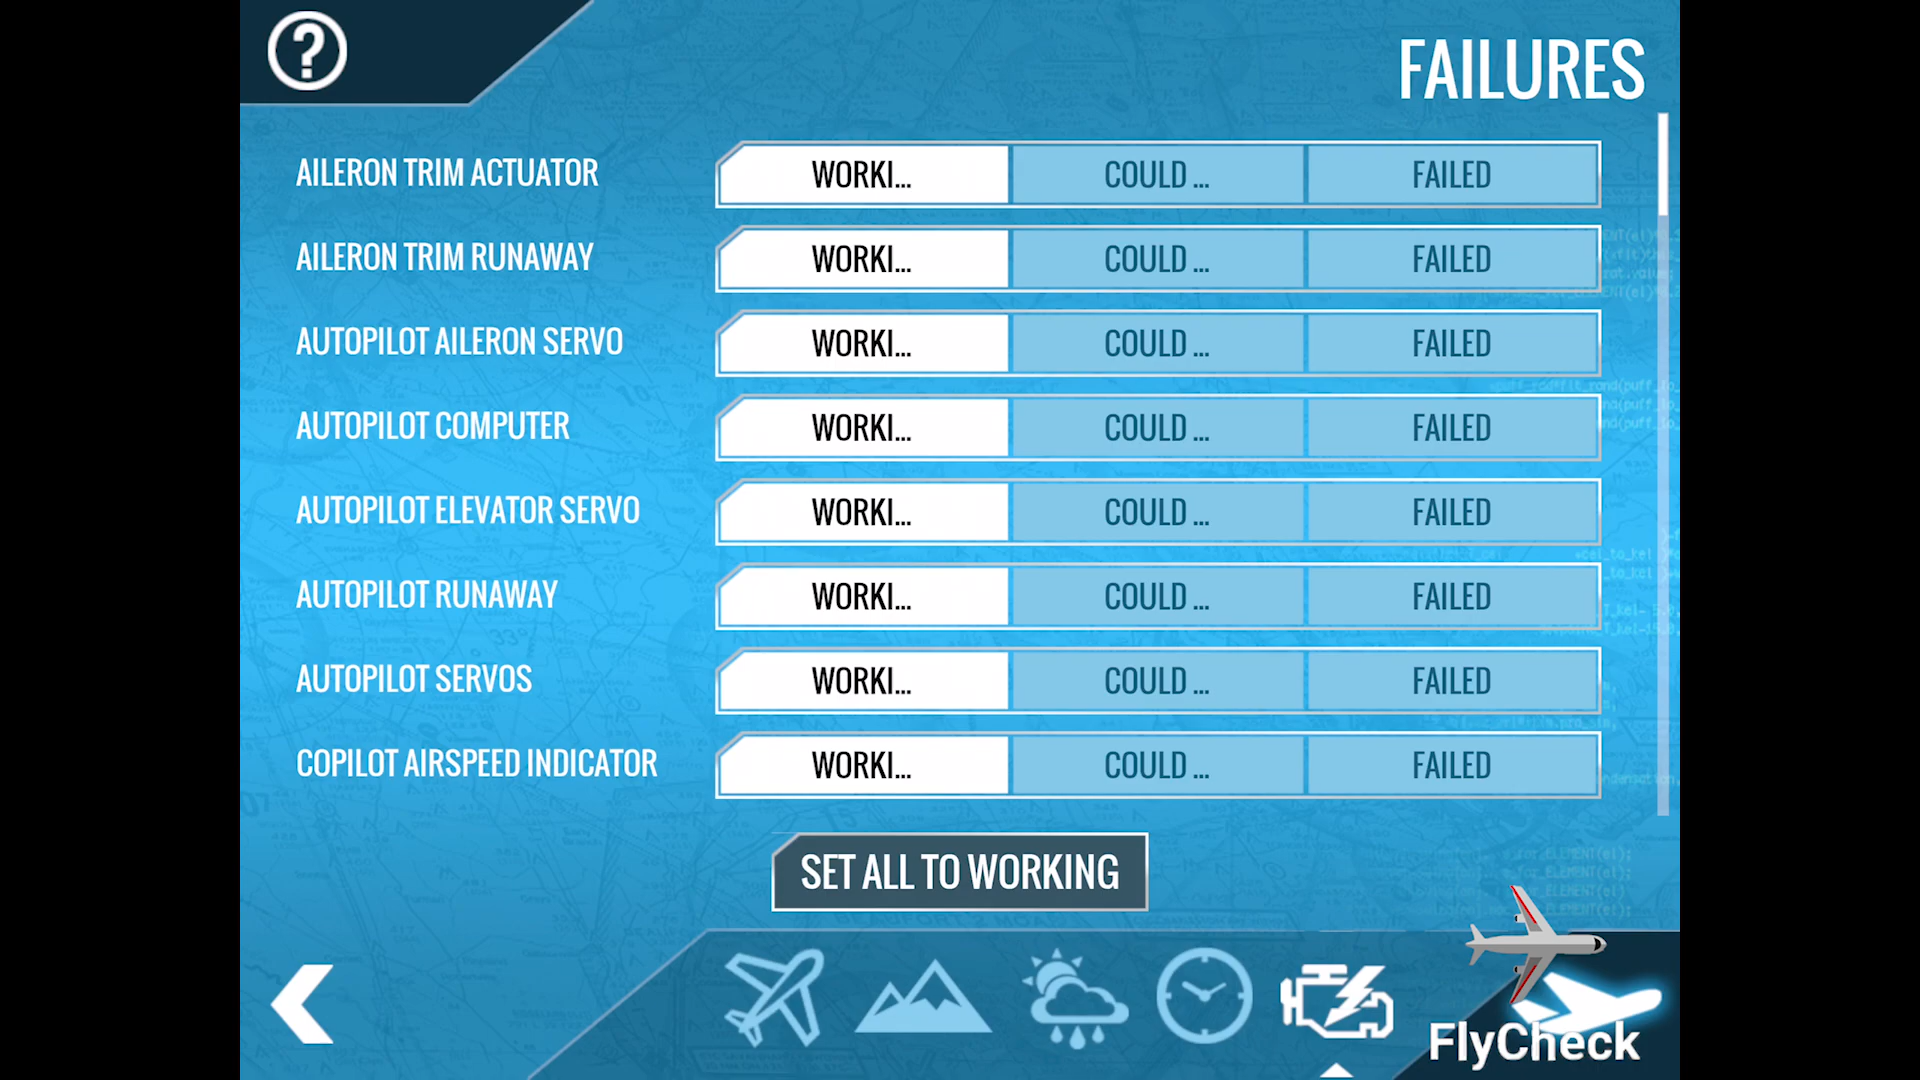 ?
FAILURES
AILERON TRIM ACTUATOR WORKI... COULD ... FAILED
AILERON TRIM RUNAWAY WORKI... COULD ... FAILED
AUTOPILOT AILERON SERVO WORKI... COULD ... FAILED
AUTOPILOT COMPUTER WORKI... COULD ... FAILED
AUTOPILOT ELEVATOR SERVO WORKI... COULD ... FAILED
AUTOPILOT RUNAWAY WORKI... COULD ... FAILED
AUTOPILOT SERVOS WORKI... COULD ... FAILED
COPILOT AIRSPEED INDICATOR WORKI... COULD ... FAILED
SET ALL TO WORKING
FlyCheck